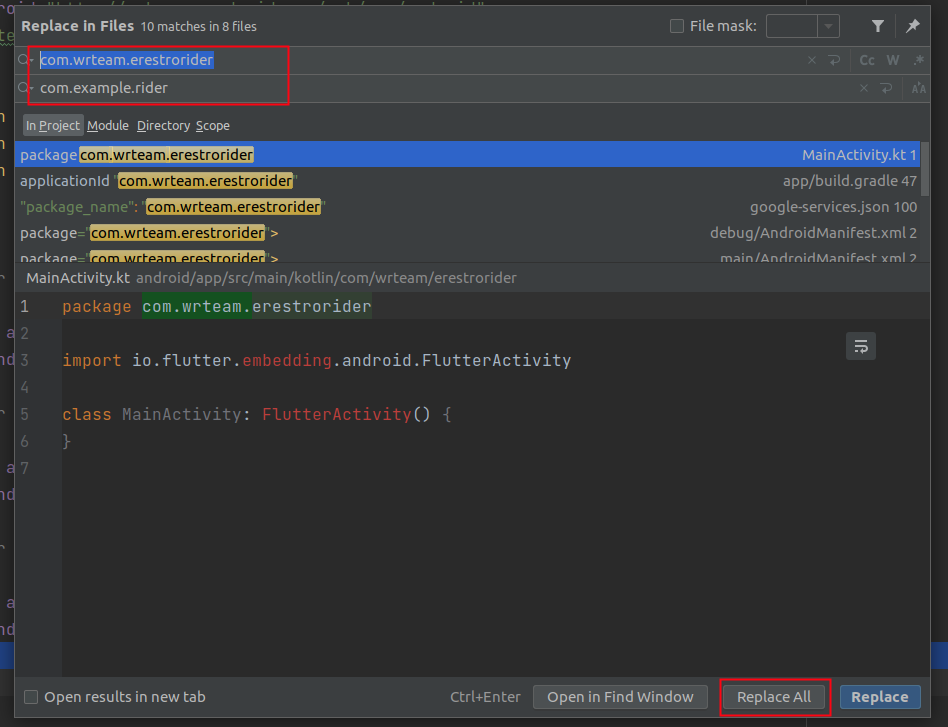 Replace in Files 10 matches in 8 files File mask:
com.wrteam.erestrorider Cc W .*
com.example.rider
In Project Module Directory Scope
package com.wrteam.erestrorider MainActivity.kt 1
applicationId "com.wrteam.erestrorider" app/build.gradle 47
"package_name": "com.wrteam.erestrorider" google-services.json 100
package="com.wrteam.erestrorider"> debug/AndroidManifest.xml 2
package="com.wrteam.erestrorider"> main/AndroidManifest.xml 2
MainActivity.kt android/app/src/main/kotlin/com/wrteam/erestrorider
1 package com.wrteam.erestrorider
2
3 import io.flutter.embedding.android.FlutterActivity
4
5 class MainActivity: FlutterActivity() {
6 }
7
Open results in new tab Ctrl+Enter Open in Find Window Replace All Replace